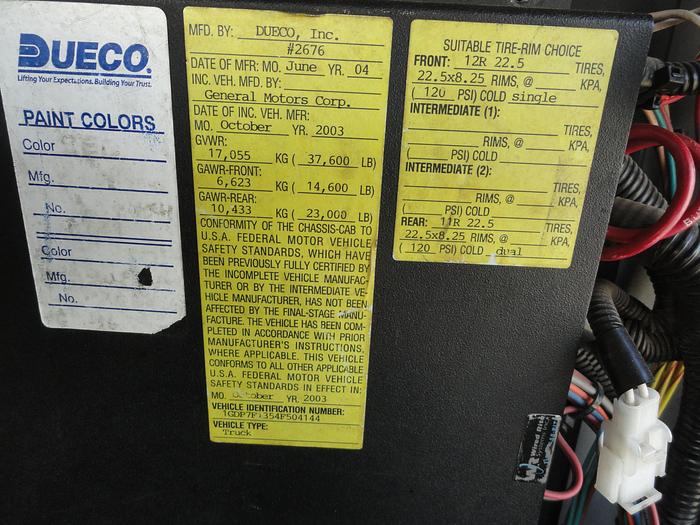 DUECO.
Lifting Your Expectations. Building Your Trust.
PAINT COLORS
Color
Mfg.
No.
Color
Mfg.
No.
MFD. BY: DUECO, Inc.
#2676
DATE OF MFR: MO. June YR. 04
INC. VEH. MFD. BY:
General Motors Corp.
DATE OF INC. VEH. MFR:
MO. October YR. 2003
GVWR:
17,055 KG ( 37,600 LB)
GAWR-FRONT:
6,623 KG ( 14,600 LB)
GAWR-REAR:
10,433 KG ( 23,000 LB)
CONFORMITY OF THE CHASSIS-CAB TO
U.S.A. FEDERAL MOTOR VEHICLE
SAFETY STANDARDS, WHICH HAVE
BEEN PREVIOUSLY FULLY CERTIFIED BY
THE INCOMPLETE VEHICLE MANUFAC-
TURER OR BY THE INTERMEDIATE VE-
HICLE MANUFACTURER, HAS NOT BEEN
AFFECTED BY THE FINAL-STAGE MANU-
FACTURE. THE VEHICLE HAS BEEN COM-
PLETED IN ACCORDANCE WITH PRIOR
MANUFACTURER'S INSTRUCTIONS,
WHERE APPLICABLE. THIS VEHICLE
CONFORMS TO ALL OTHER APPLICABLE
U.S.A. FEDERAL MOTOR VEHICLE
SAFETY STANDARDS IN EFFECT IN:
MO. October YR. 2003
VEHICLE IDENTIFICATION NUMBER:
VEHICLE TYPE:
Truck
SUITABLE TIRE-RIM CHOICE
FRONT: 12R 22.5 TIRES,
22.5x8.25 RIMS, @ KPA,
( 120 PSI) COLD single
INTERMEDIATE (1):
TIRES,
RIMS, @ KPA,
( PSI) COLD
INTERMEDIATE (2):
TIRES,
RIMS, @ KPA,
( PSI) COLD
REAR: 11R 22.5 TIRES,
22.5x8.25 RIMS, @ KPA,
( 120 PSI) COLD dual
WR Wired Rite
Systems